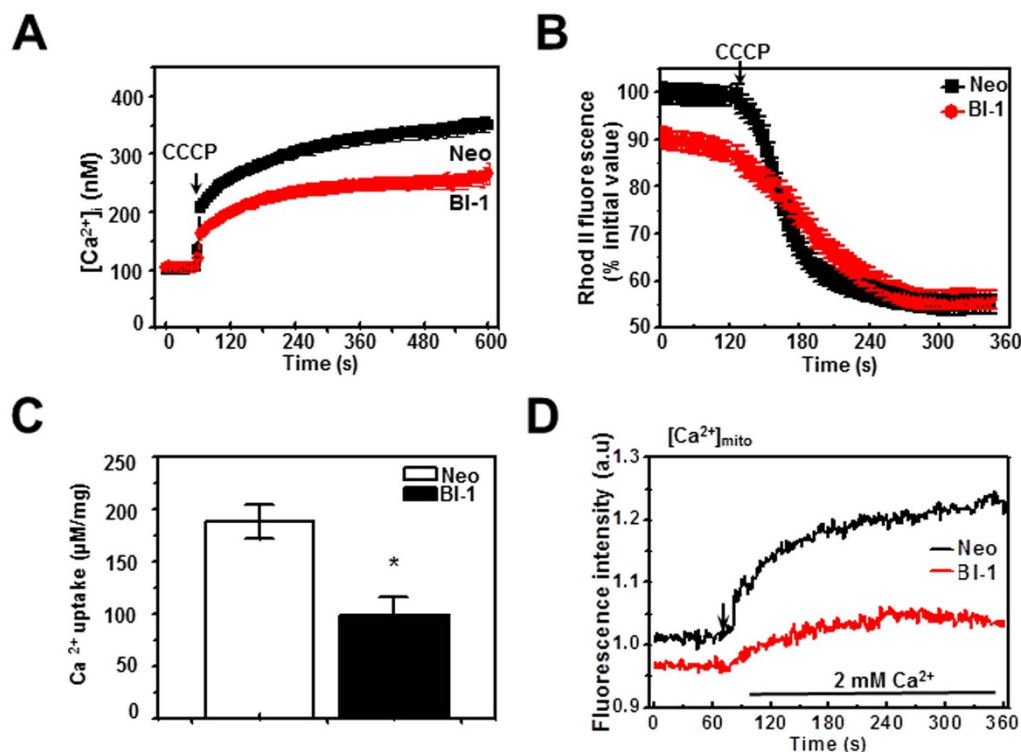 A
[Ca²⁺]ᵢ (nM)
400
300
200
100
0
CCCP
Neo
BI-1
0 120 240 360 480 600
Time (s)
B
Rhod II fluorescence
(% initial value)
100
90
80
70
60
50
CCCP
Neo
BI-1
0 60 120 180 240 300 360
Time (s)
C
Ca ²⁺ uptake (µM/mg)
250
200
150
100
50
0
Neo
BI-1
*
D
[Ca²⁺]mito
Fluorescence intensity (a.u)
1.3
1.2
1.1
1.0
0.9
Neo
BI-1
2 mM Ca²⁺
0 60 120 180 240 300 360
Time (s)